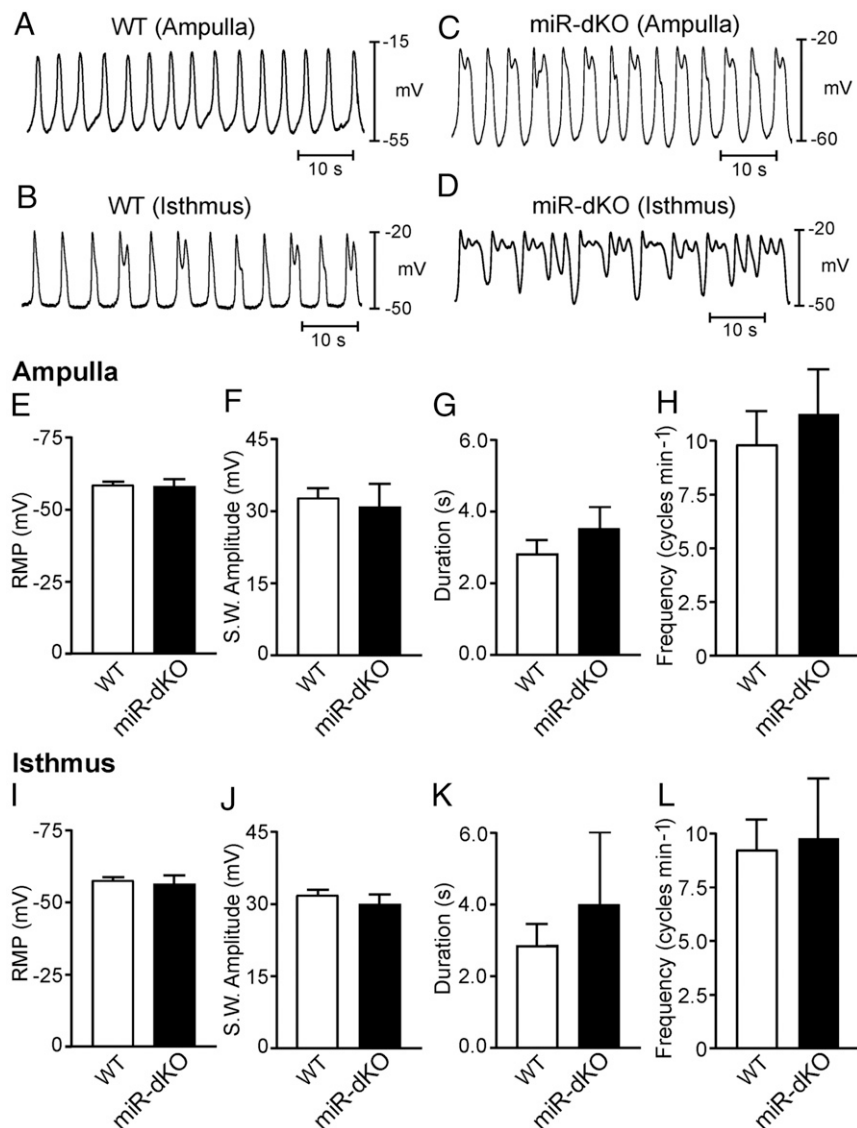 A
WT (Ampulla)
-15
mV
-55
10 s
C
miR-dKO (Ampulla)
-20
mV
-60
10 s
B
WT (Isthmus)
-20
mV
-50
10 s
D
miR-dKO (Isthmus)
-20
mV
-50
10 s
Ampulla
E
-75
-50
-25
0
RMP (mV)
WT
miR-dKO
F
45
30
15
0
S.W. Amplitude (mV)
WT
miR-dKO
G
6.0
4.0
2.0
0.0
Duration (s)
WT
miR-dKO
H
10
7.5
5.0
2.5
0
Frequency (cycles min-1)
WT
miR-dKO
Isthmus
I
-75
-50
-25
0
RMP (mV)
WT
miR-dKO
J
45
30
15
0
S.W. Amplitude (mV)
WT
miR-dKO
K
6.0
4.0
2.0
0.0
Duration (s)
WT
miR-dKO
L
10
7.5
5.0
2.5
0
Frequency (cycles min-1)
WT
miR-dKO